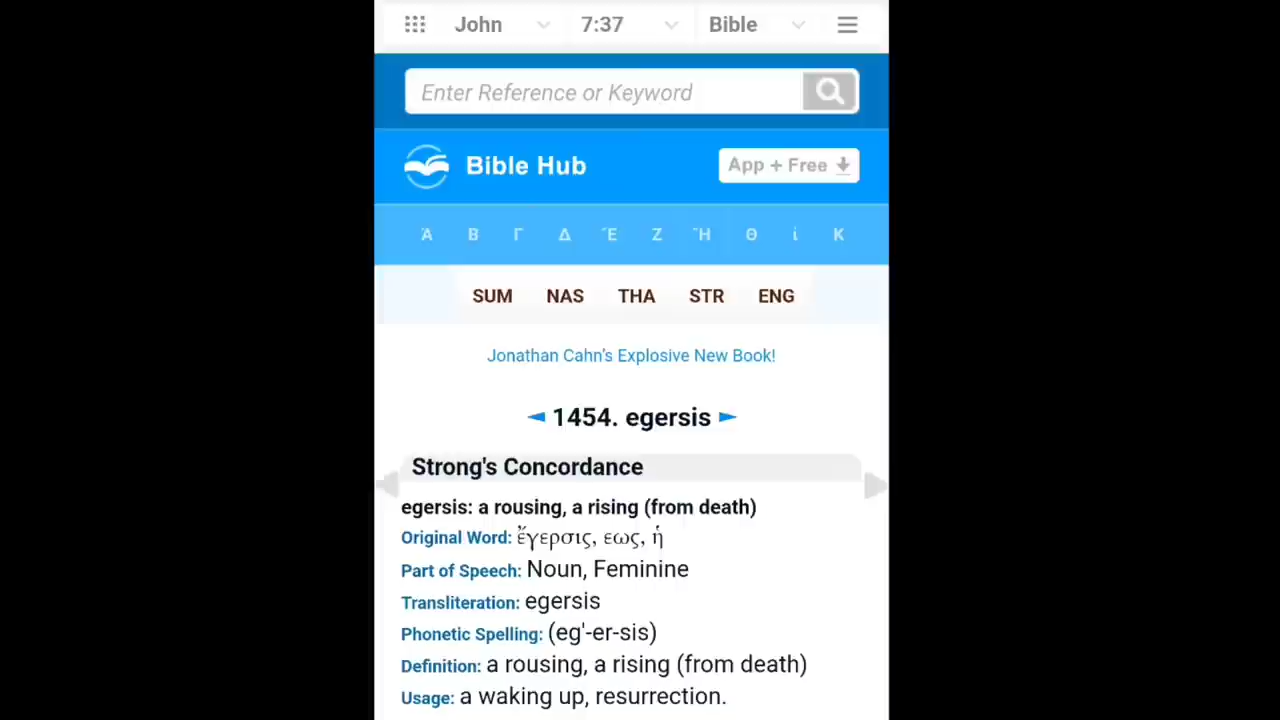 John 7:37 Bible
Enter Reference or Keyword
Bible Hub App + Free
Ἀ Β Γ Δ Ἐ Ζ Ἡ Θ ἰ Κ
SUM NAS THA STR ENG
Jonathan Cahn's Explosive New Book!
◄ 1454. egersis ►
Strong's Concordance
egersis: a rousing, a rising (from death)
Original Word: ἔγερσις, εως, ἡ
Part of Speech: Noun, Feminine
Transliteration: egersis
Phonetic Spelling: (eg'-er-sis)
Definition: a rousing, a rising (from death)
Usage: a waking up, resurrection.